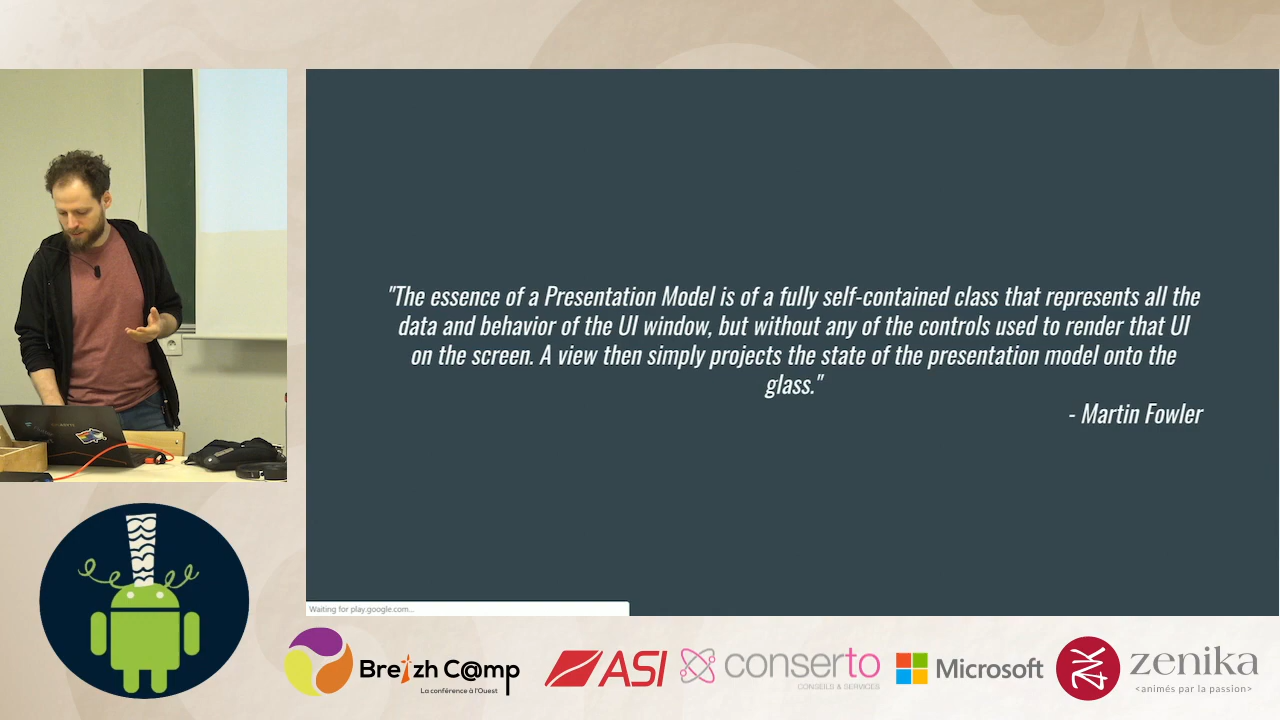 "The essence of a Presentation Model is of a fully self-contained class that represents all the
data and behavior of the UI window, but without any of the controls used to render that UI
on the screen. A view then simply projects the state of the presentation model onto the
glass."
- Martin Fowler
Waiting for play.google.com...
Breizh C@mp
La conférence à l'Ouest
ASI
conserto
CONSEILS & SERVICES
Microsoft
zenika
<animés par la passion>